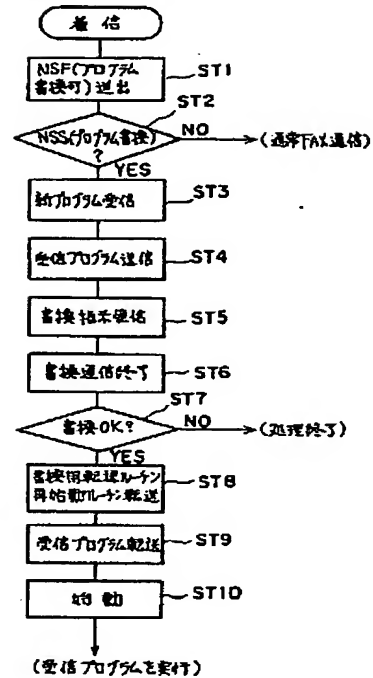 着信
NSF(プログラム
書換可)送出
ST1
ST2
NSS(プログラム書換)
?
NO
(通常FAX通信)
YES
ST3
新プログラム受信
ST4
受信プログラム送信
書換指示受信
ST5
書換通信終了
ST6
ST7
書換OK?
NO
(処理終了)
YES
書換用転送ルーチン
再始動ルーチン転送
ST8
受信プログラム転送
ST9
始動
ST10
(受信プログラムを実行)